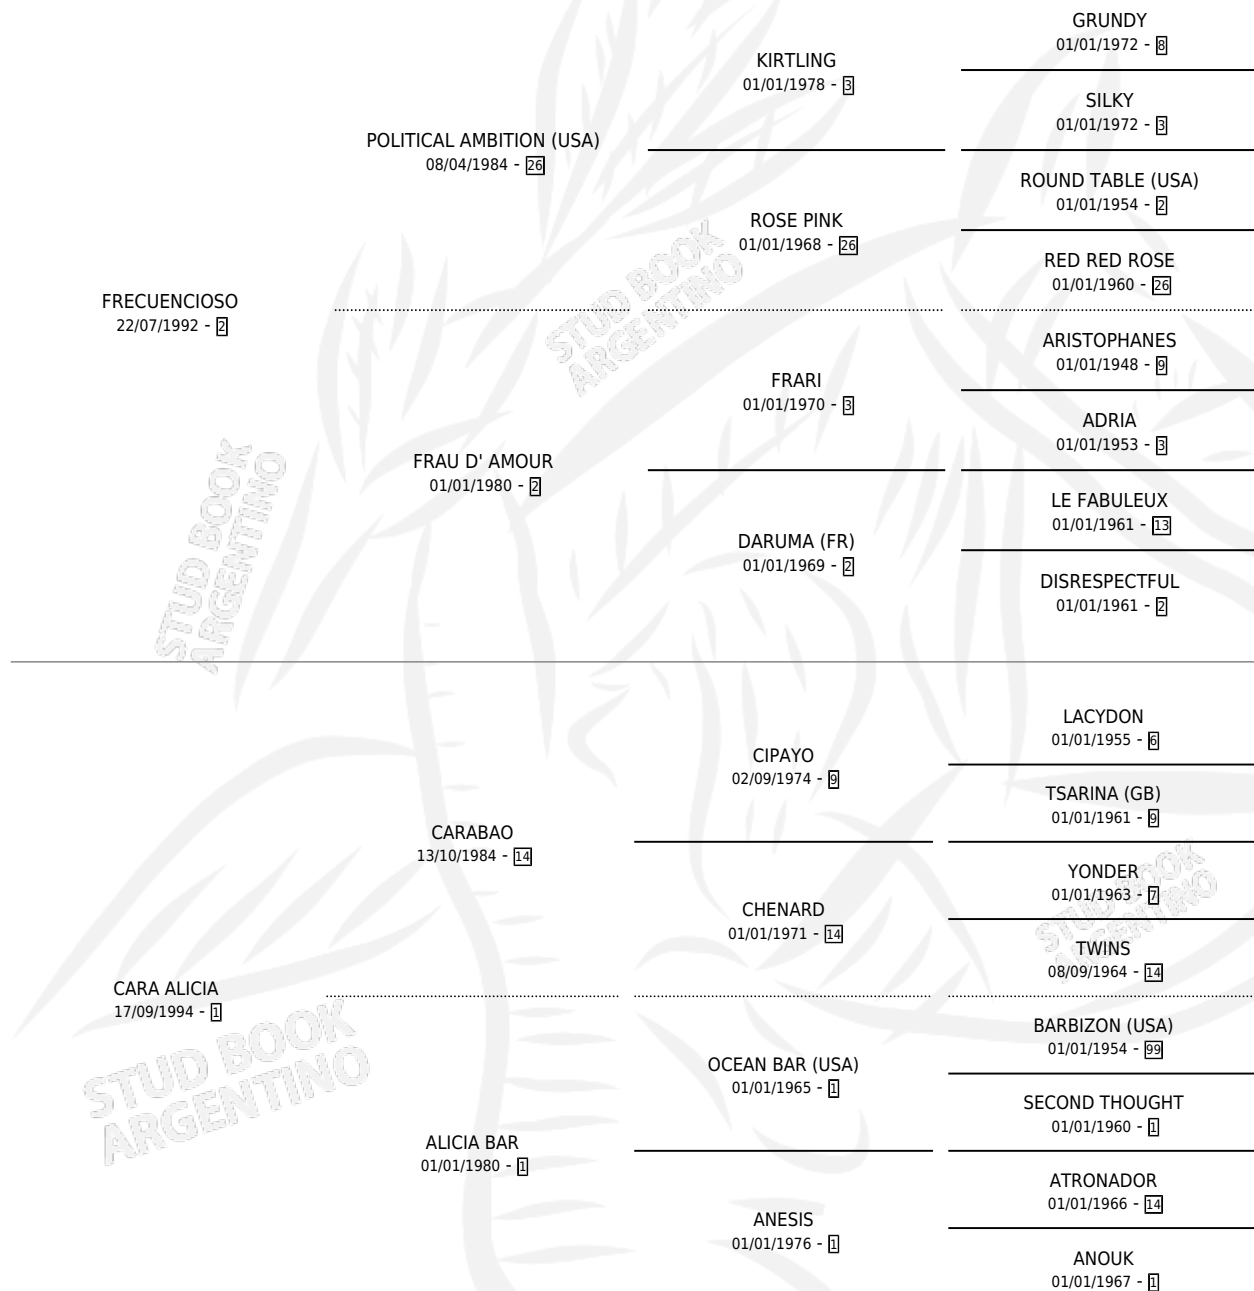 FRECUENCIOSO
22/07/1992 - 2
POLITICAL AMBITION (USA)
08/04/1984 - 26
FRAU D' AMOUR
01/01/1980 - 2
KIRTLING
01/01/1978 - 3
ROSE PINK
01/01/1968 - 26
FRARI
01/01/1970 - 3
DARUMA (FR)
01/01/1969 - 2
GRUNDY
01/01/1972 - 8
SILKY
01/01/1972 - 3
ROUND TABLE (USA)
01/01/1954 - 2
RED RED ROSE
01/01/1960 - 26
ARISTOPHANES
01/01/1948 - 9
ADRIA
01/01/1953 - 3
LE FABULEUX
01/01/1961 - 13
DISRESPECTFUL
01/01/1961 - 2
STUD BOOK
ARGENTINO
STUD BOOK
ARGENTINO
CARA ALICIA
17/09/1994 - 1
CARABAO
13/10/1984 - 14
ALICIA BAR
01/01/1980 - 1
CIPAYO
02/09/1974 - 9
CHENARD
01/01/1971 - 14
OCEAN BAR (USA)
01/01/1965 - 1
ANESIS
01/01/1976 - 1
LACYDON
01/01/1955 - 6
TSARINA (GB)
01/01/1961 - 9
YONDER
01/01/1963 - 7
TWINS
08/09/1964 - 14
BARBIZON (USA)
01/01/1954 - 99
SECOND THOUGHT
01/01/1960 - 1
ATRONADOR
01/01/1966 - 14
ANOUK
01/01/1967 - 1
STUD BOOK
ARGENTINO
STUD BOOK
ARGENTINO